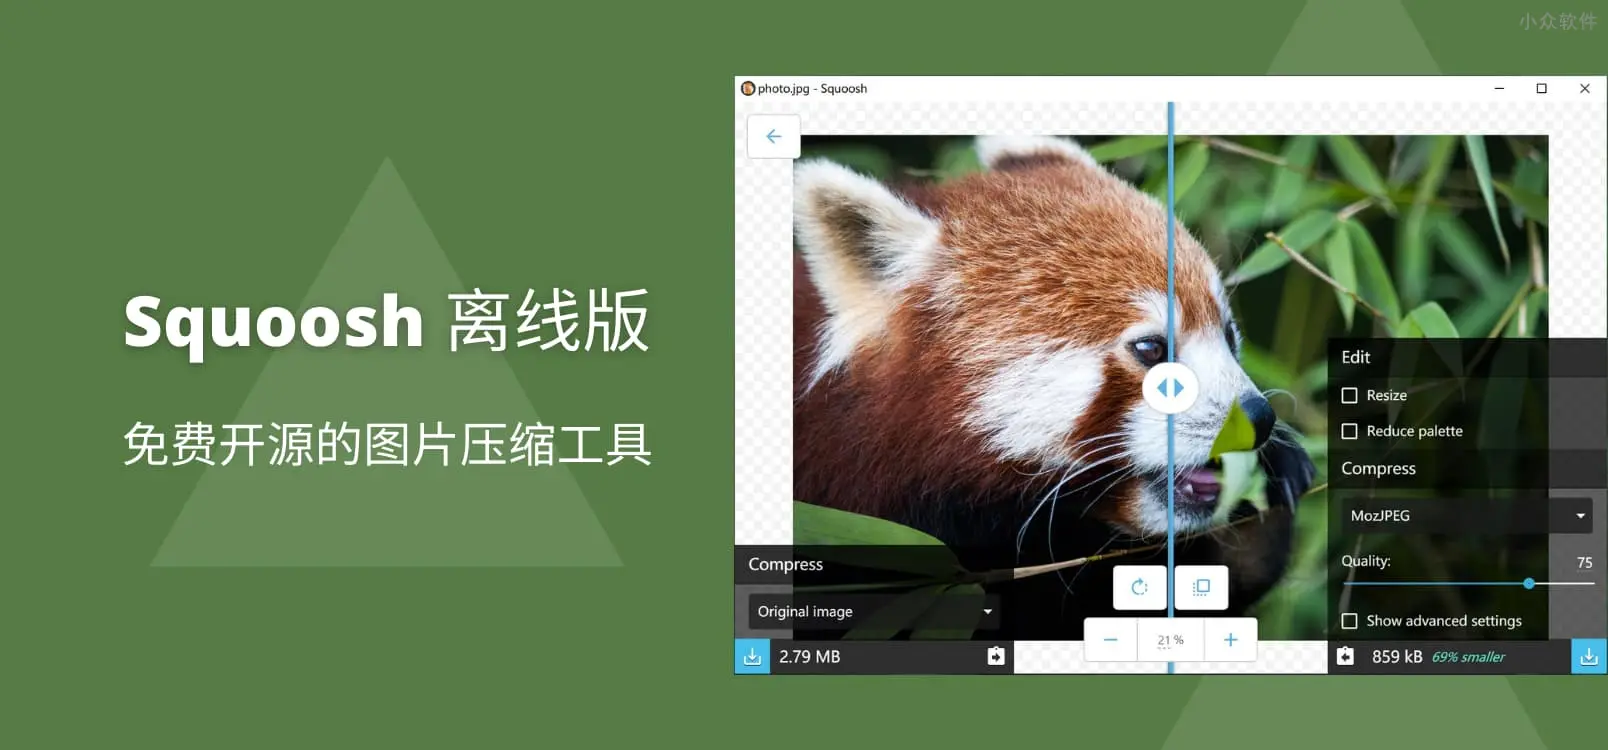 小众软件
Squoosh 离线版
免费开源的图片压缩工具
photo.jpg - Squoosh
Edit
Resize
Reduce palette
Compress
MozJPEG
Quality: 75
Show advanced settings
Compress
Original image
21 %
2.79 MB
859 kB 69% smaller